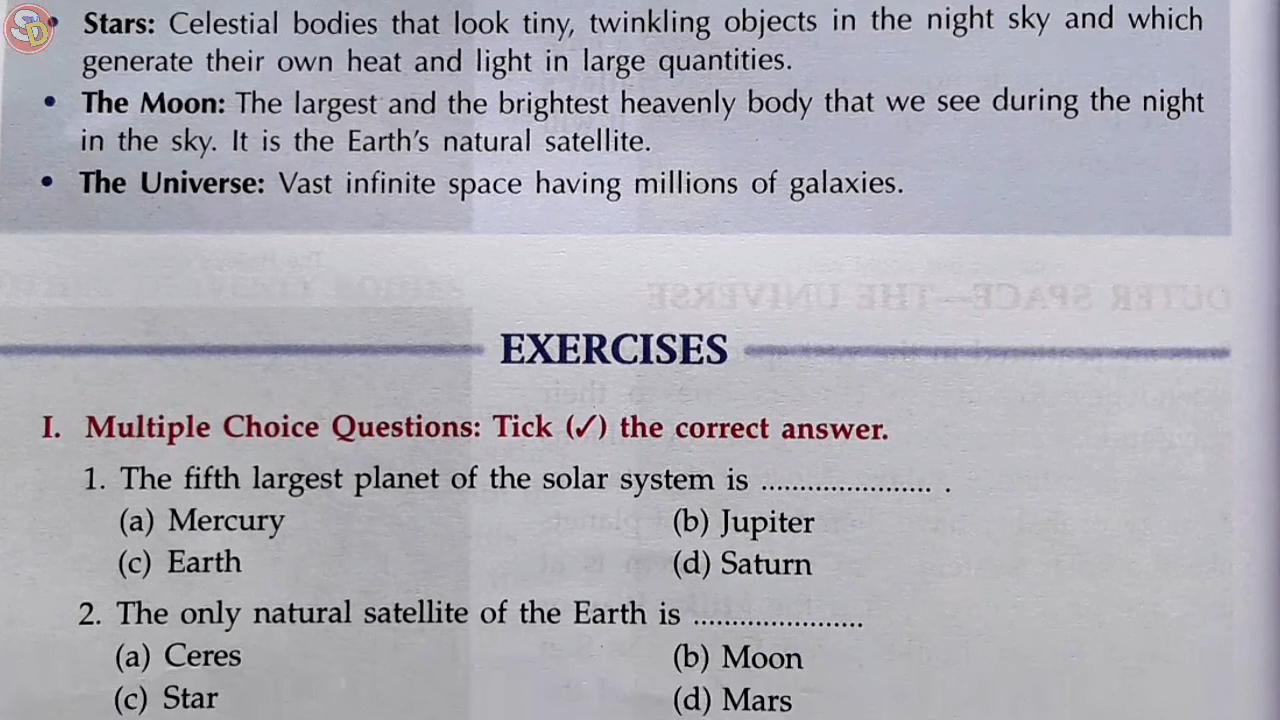 • Stars: Celestial bodies that look tiny, twinkling objects in the night sky and which
generate their own heat and light in large quantities.
• The Moon: The largest and the brightest heavenly body that we see during the night
in the sky. It is the Earth's natural satellite.
• The Universe: Vast infinite space having millions of galaxies.
OUTER SPACE—THE UNIVERSE
EXERCISES
I. Multiple Choice Questions: Tick (✓) the correct answer.
1. The fifth largest planet of the solar system is ...................... .
(a) Mercury (b) Jupiter
(c) Earth (d) Saturn
2. The only natural satellite of the Earth is ......................
(a) Ceres (b) Moon
(c) Star (d) Mars